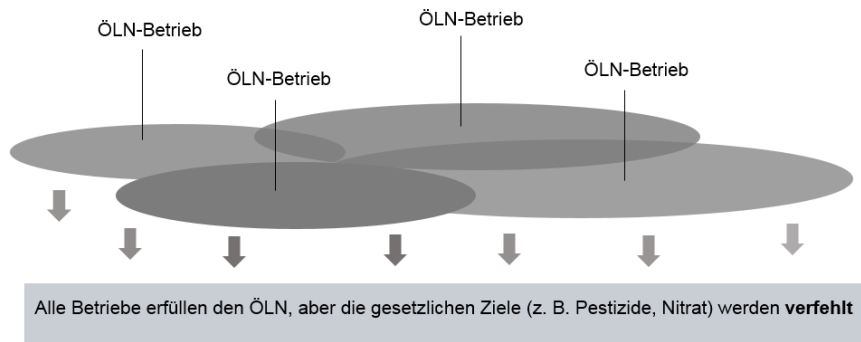 ÖLN-Betrieb
ÖLN-Betrieb
ÖLN-Betrieb
ÖLN-Betrieb
Alle Betriebe erfüllen den ÖLN, aber die gesetzlichen Ziele (z. B. Pestizide, Nitrat) werden verfehlt